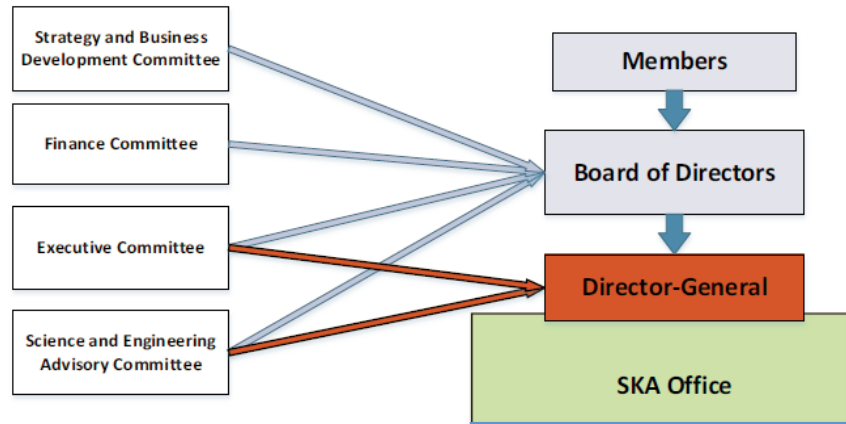 Strategy and Business
Development Committee
Finance Committee
Executive Committee
Science and Engineering
Advisory Committee
Members
Board of Directors
Director-General
SKA Office